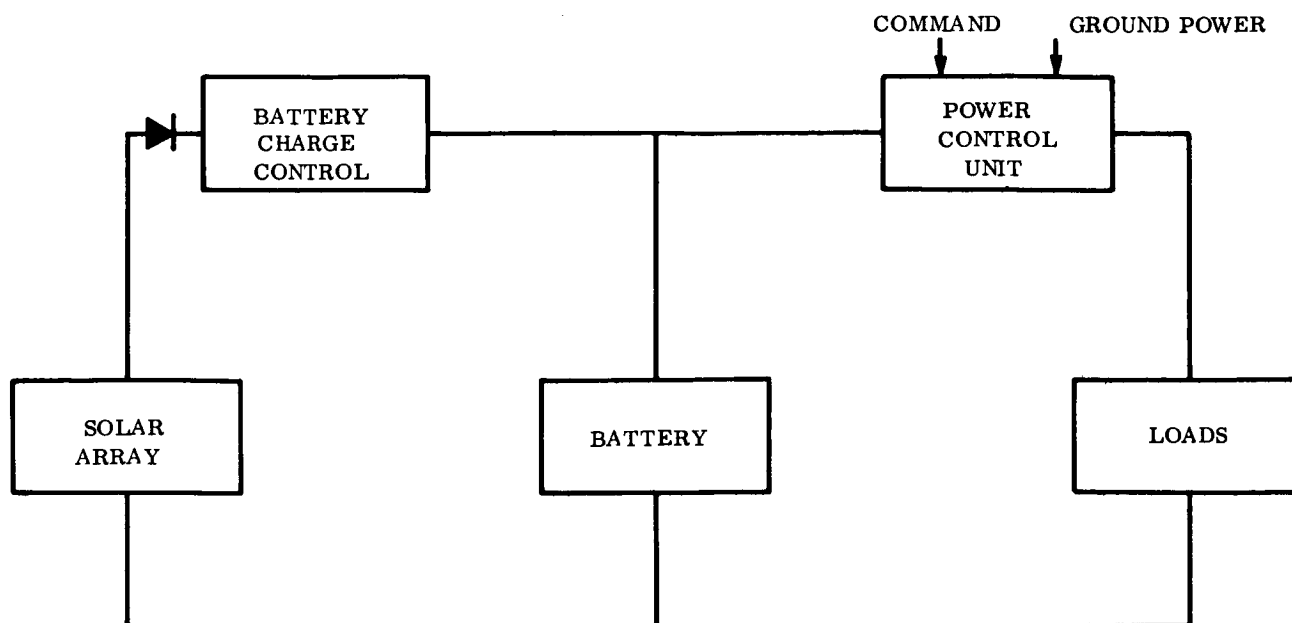 COMMAND
GROUND POWER
BATTERY
CHARGE
CONTROL
POWER
CONTROL
UNIT
SOLAR
ARRAY
BATTERY
LOADS